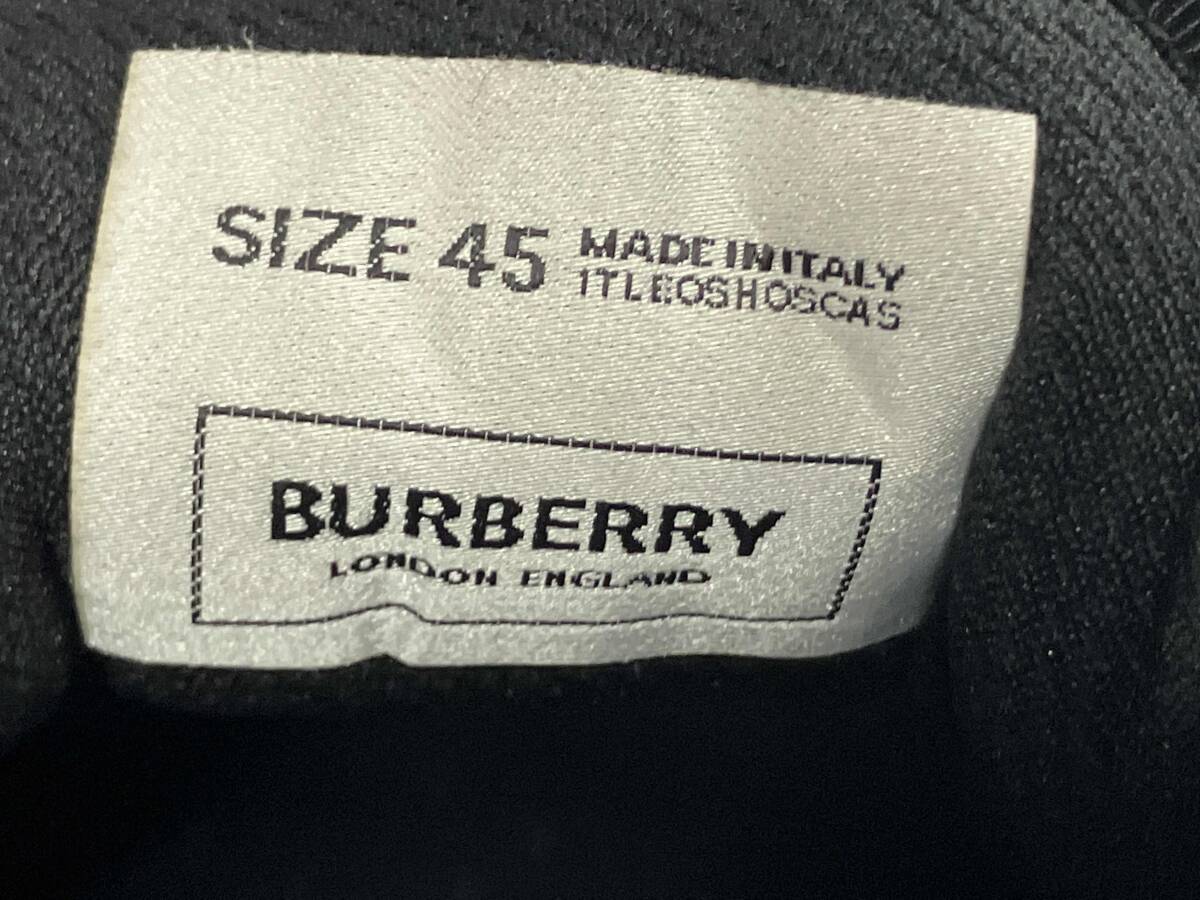 SIZE 45
MADE IN ITALY
ITLEOSHOSCAS
BURBERRY
LONDON ENGLAND